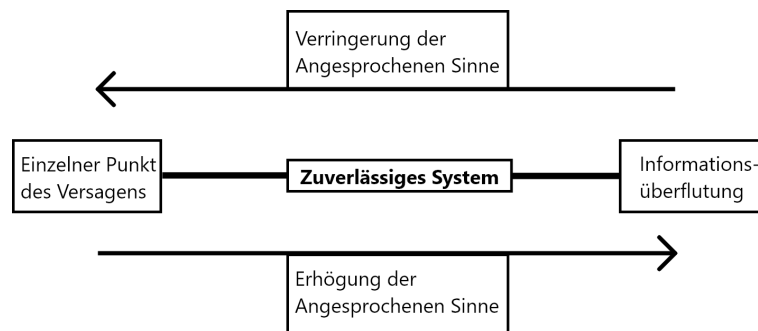 Verringerung der
Angesprochenen Sinne
Einzelner Punkt
des Versagens
Zuverlässiges System
Informations-
überflutung
Erhögung der
Angesprochenen Sinne